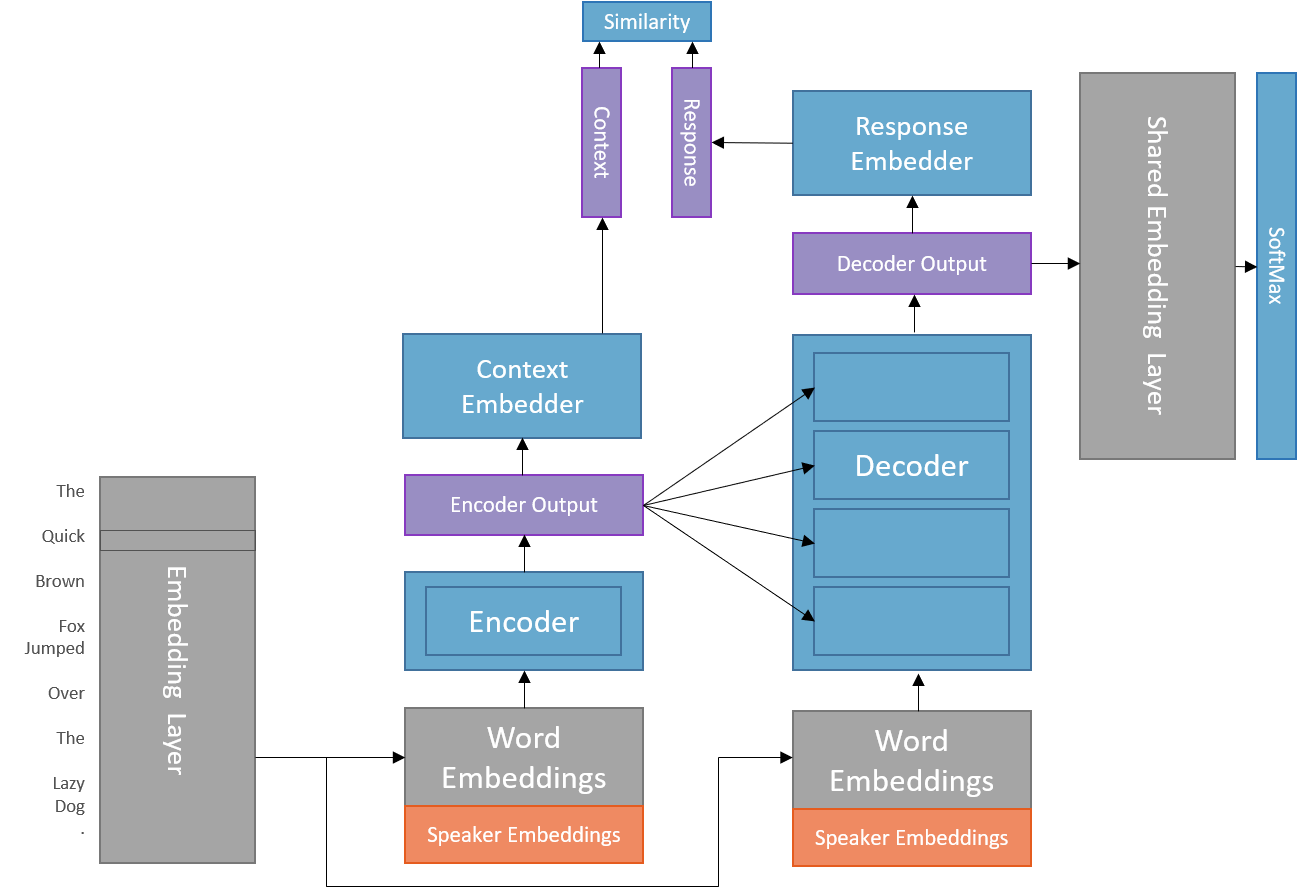 Similarity
Context
Response
Response
Embedder
Shared Embedding Layer
SoftMax
Decoder Output
Context
Embedder
Decoder
Encoder Output
The
Quick
Brown
Fox
Jumped
Over
The
Lazy
Dog
.
Embedding Layer
Encoder
Word
Embeddings
Speaker Embeddings
Word
Embeddings
Speaker Embeddings